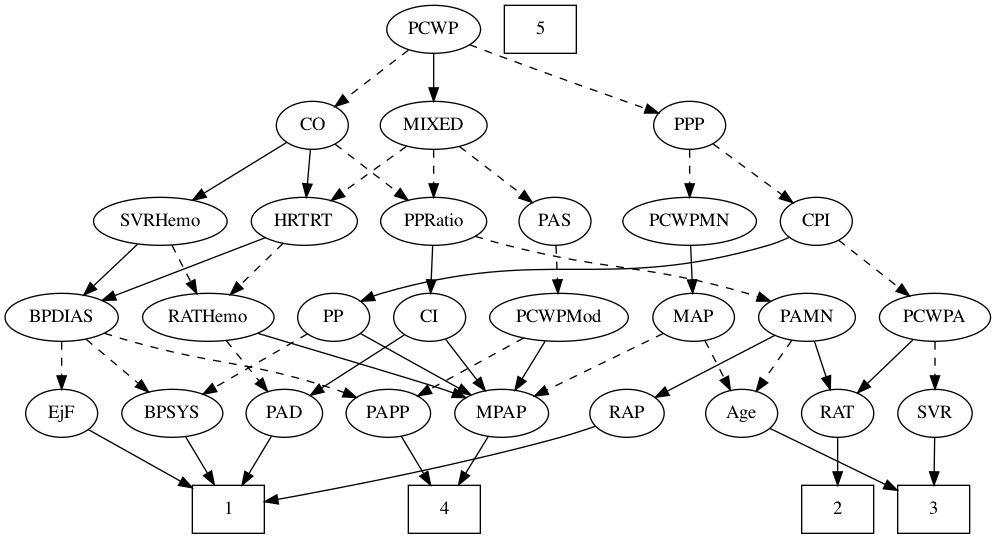 PCWP
5
CO
MIXED
PPP
SVRHemo
HRTRT
PPRatio
PAS
PCWPMN
CPI
BPDIAS
RATHemo
PP
CI
PCWPMod
MAP
PAMN
PCWPA
EjF
BPSYS
PAD
PAPP
MPAP
RAP
Age
RAT
SVR
1
4
2
3